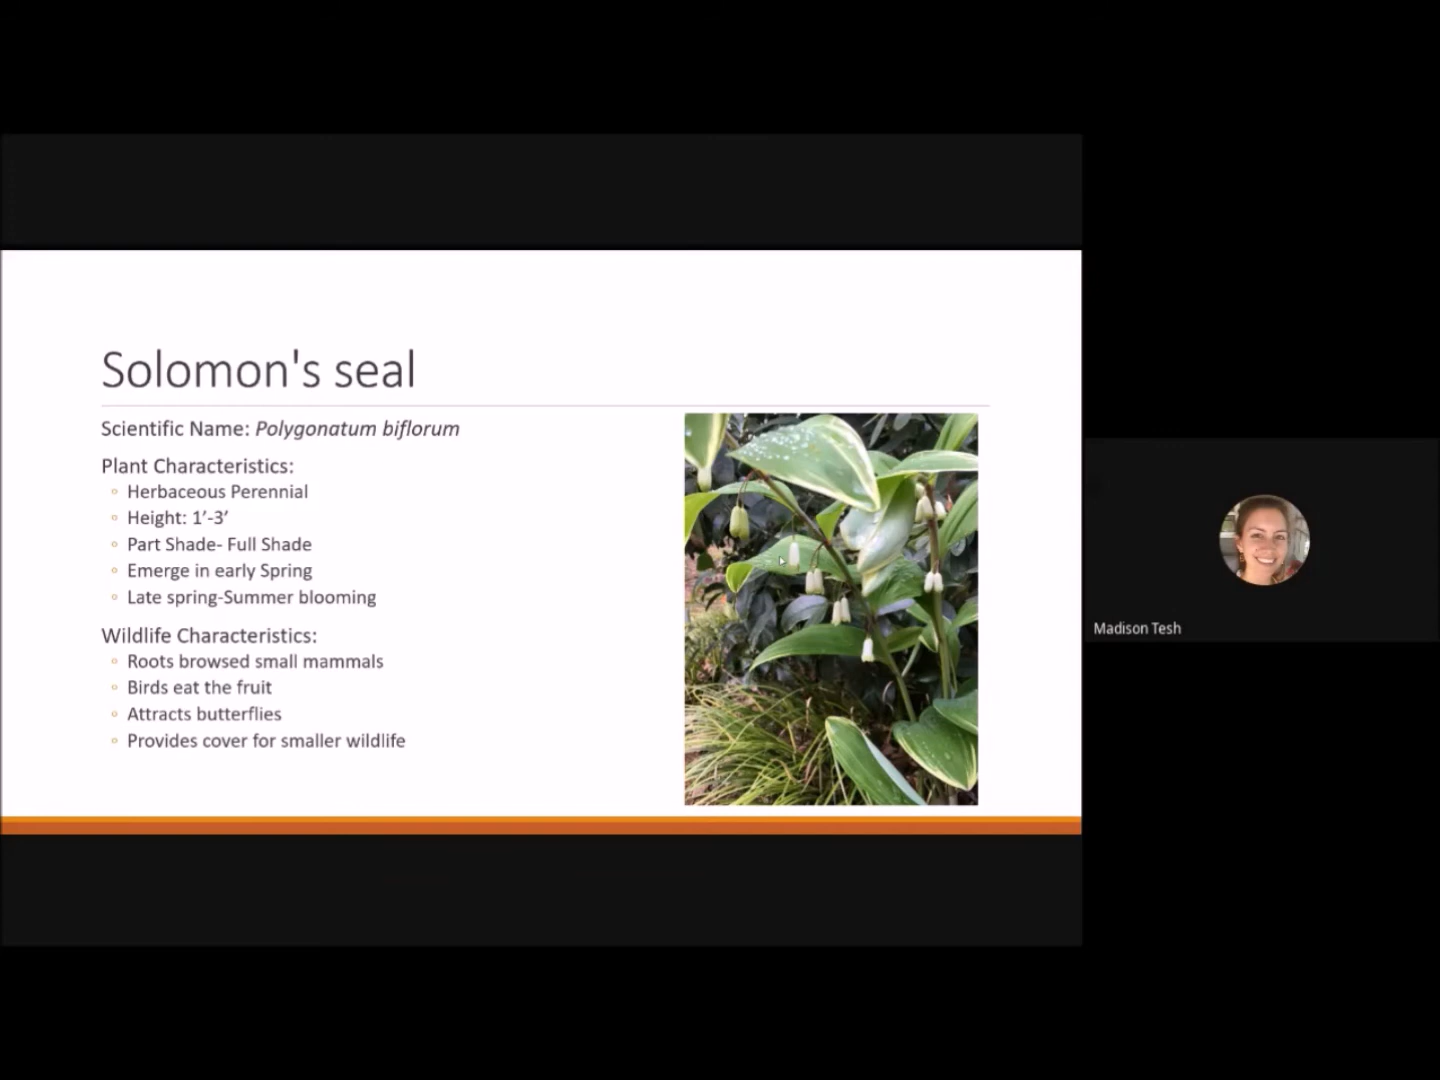 Solomon's seal
Scientific Name: Polygonatum biflorum
Plant Characteristics:
◦ Herbaceous Perennial
◦ Height: 1’-3’
◦ Part Shade- Full Shade
◦ Emerge in early Spring
◦ Late spring-Summer blooming
Wildlife Characteristics:
◦ Roots browsed small mammals
◦ Birds eat the fruit
◦ Attracts butterflies
◦ Provides cover for smaller wildlife
Madison Tesh